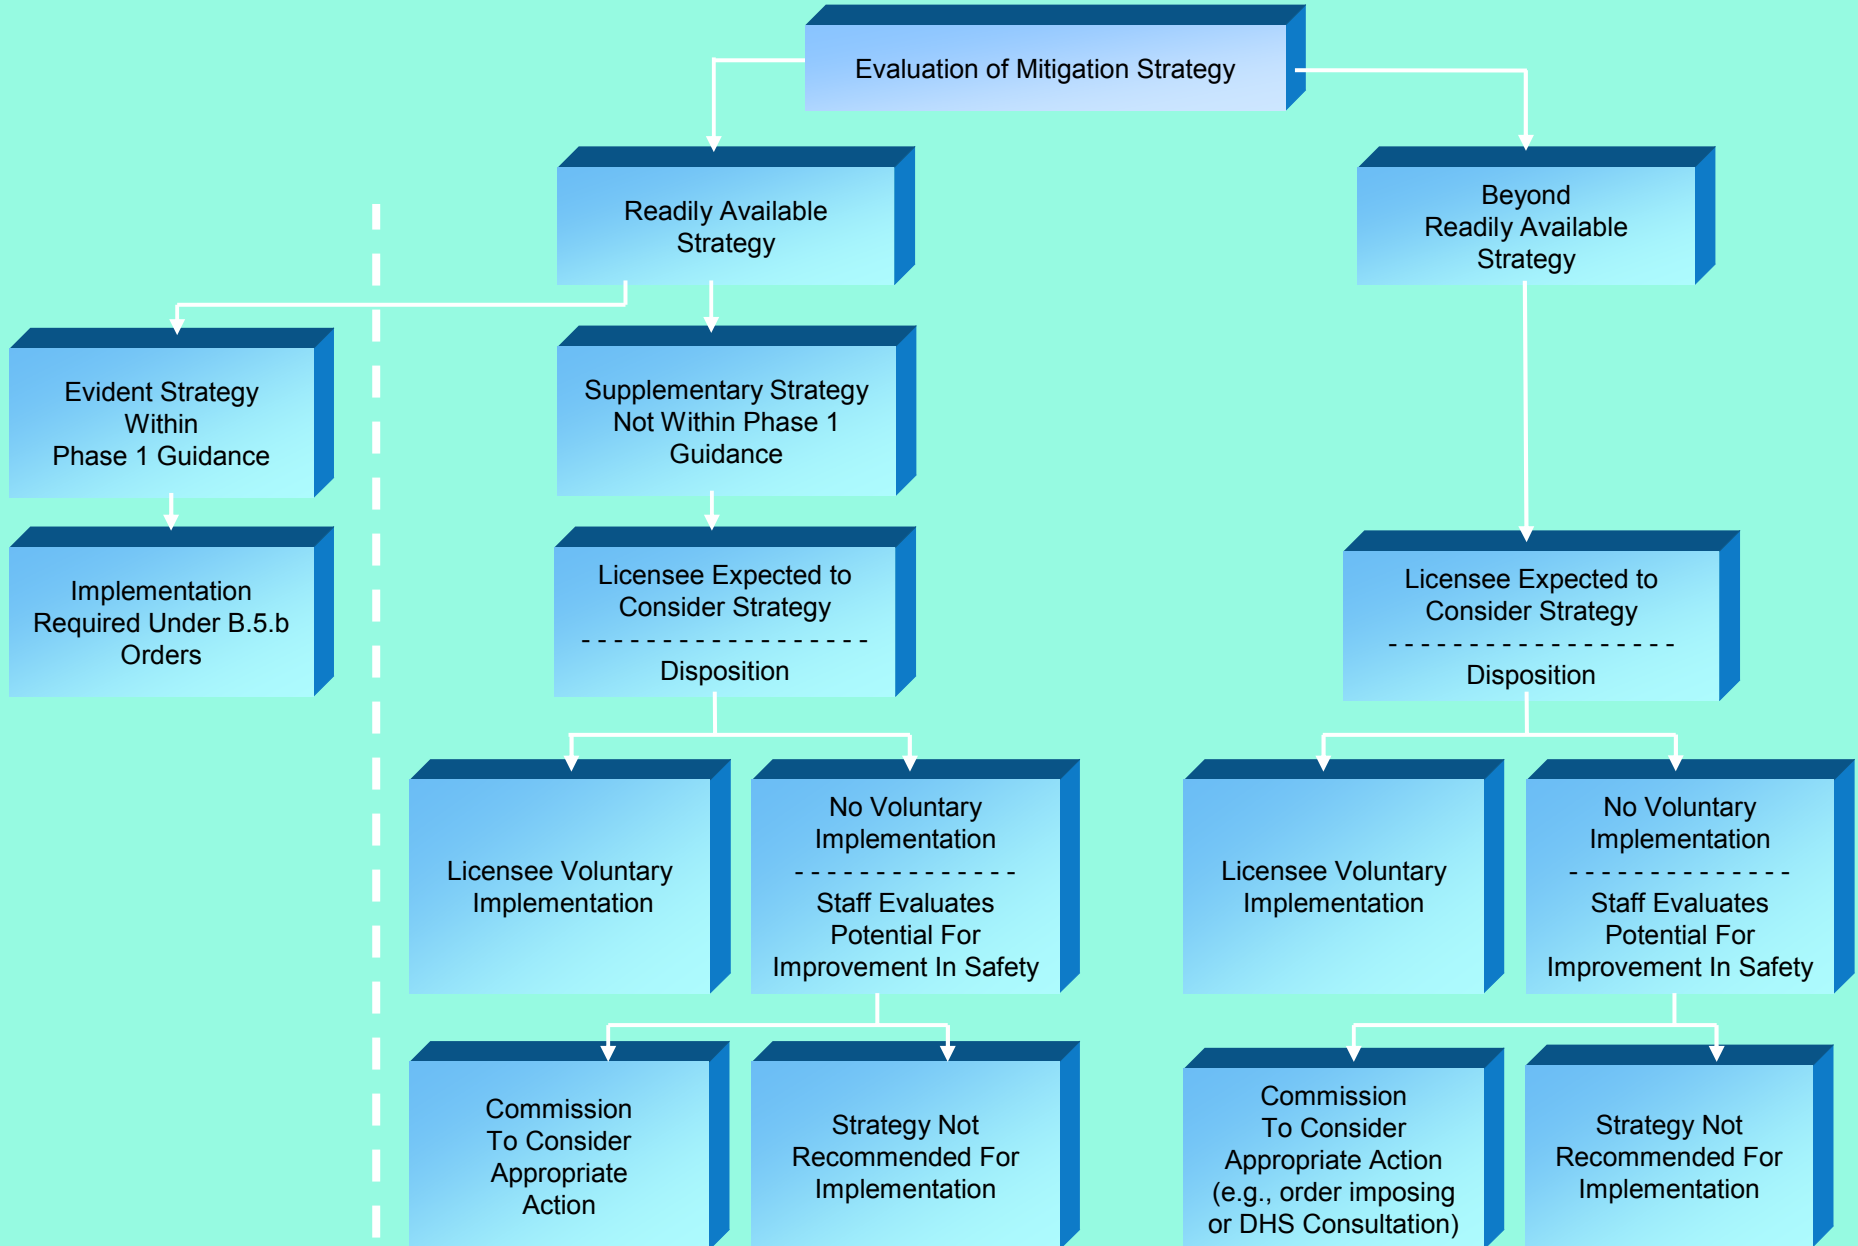 Evaluation of Mitigation Strategy
Readily Available
Strategy
Beyond
Readily Available
Strategy
Evident Strategy
Within
Phase 1 Guidance
Supplementary Strategy
Not Within Phase 1
Guidance
Implementation
Required Under B.5.b
Orders
Licensee Expected to
Consider Strategy
- - - - - - - - - - - - - - - - - - -
Disposition
Licensee Expected to
Consider Strategy
- - - - - - - - - - - - - - - - - - -
Disposition
Licensee Voluntary
Implementation
No Voluntary
Implementation
- - - - - - - - - - - - - -
Staff Evaluates
Potential For
Improvement In Safety
Licensee Voluntary
Implementation
No Voluntary
Implementation
- - - - - - - - - - - - - -
Staff Evaluates
Potential For
Improvement In Safety
Commission
To Consider
Appropriate
Action
Strategy Not
Recommended For
Implementation
Commission
To Consider
Appropriate Action
(e.g., order imposing
or DHS Consultation)
Strategy Not
Recommended For
Implementation